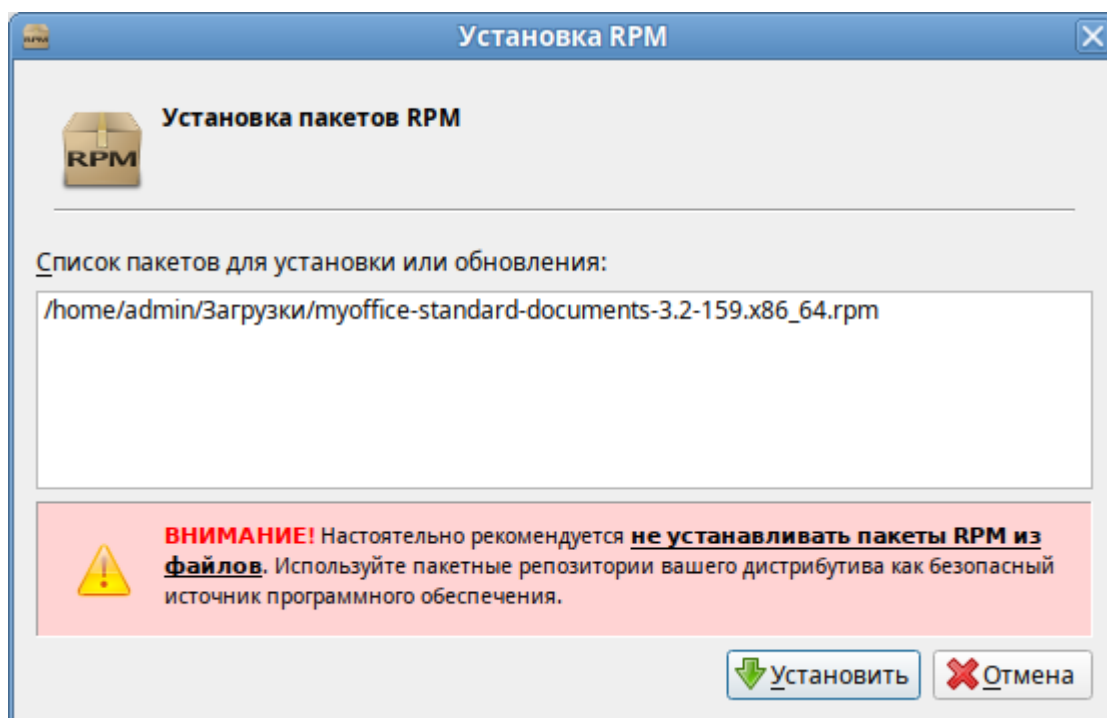 Установка RPM
Установка пакетов RPM
RPM
Список пакетов для установки или обновления:
/home/admin/Загрузки/myoffice-standard-documents-3.2-159.x86_64.rpm
ВНИМАНИЕ! Настоятельно рекомендуется не устанавливать пакеты RPM из
файлов. Используйте пакетные репозитории вашего дистрибутива как безопасный
источник программного обеспечения.
Установить
Отмена